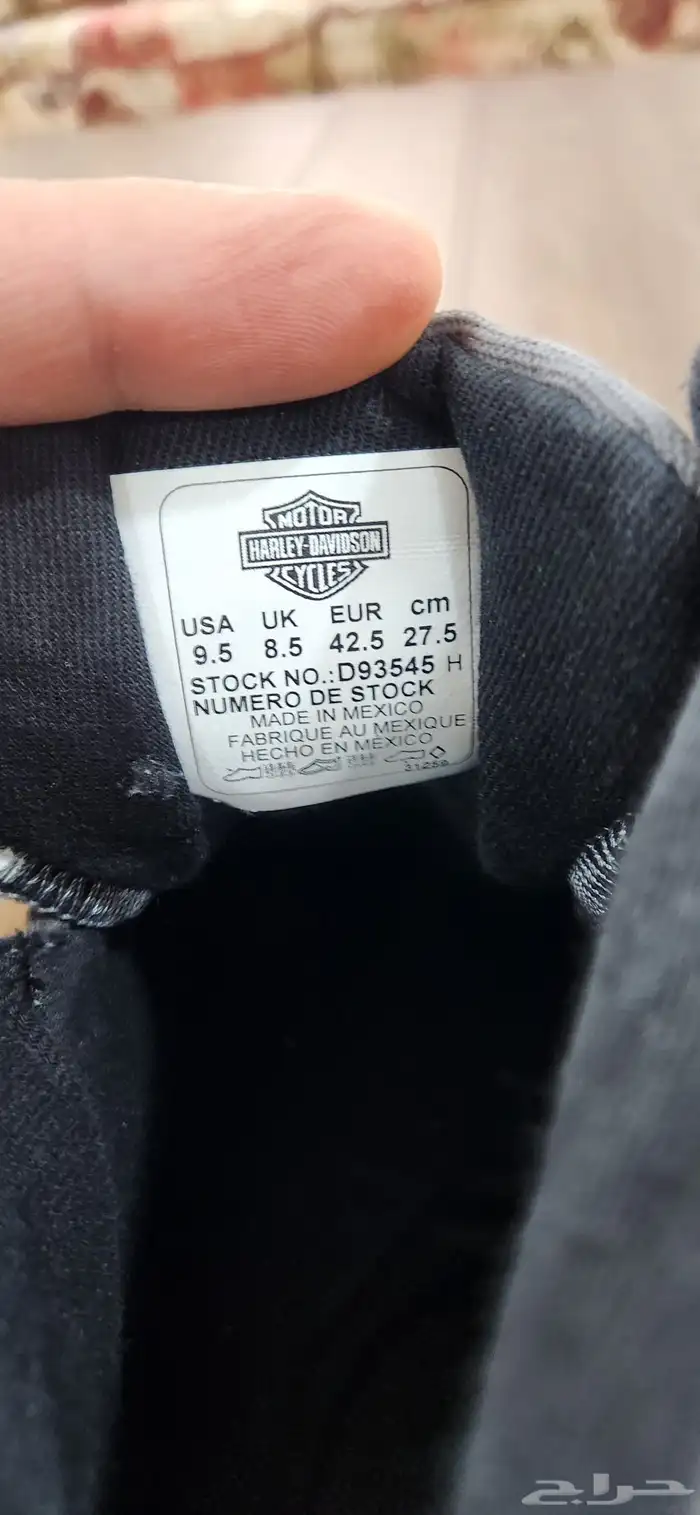 MOTOR
HARLEY-DAVIDSON
CYCLES
USA UK EUR cm
9.5 8.5 42.5 27.5
STOCK NO.:D93545 H
NUMERO DE STOCK
MADE IN MEXICO
FABRIQUE AU MEXIQUE
HECHO EN MEXICO
حراج